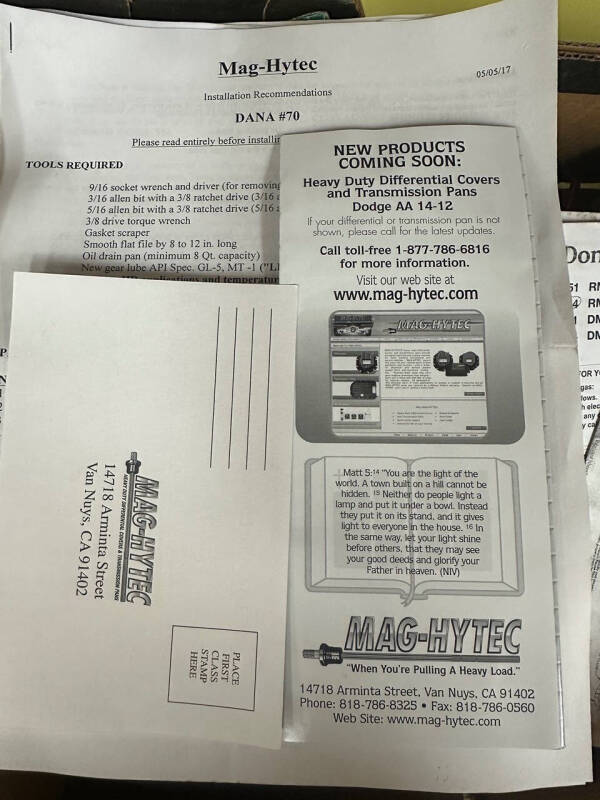 Mag-Hytec
05/05/17
Installation Recommendations
DANA #70
Please read entirely before
TOOLS REQUIRED
9/16 socket wrench and driver (for removing
3/16 allen bit with a 3/8 ratchet drive (3/16
5/16 allen bit with a 3/8 ratchet drive (5/16
3/8 drive torque wrench
Gasket scraper
Smooth flat file by 8 to 12 in. long
Oil drain pan (minimum 8 Qt. capacity)
New gear lube API Spec. GL-5, MT -1
NEW PRODUCTS
COMING SOON:
Heavy Duty Differential Covers
and Transmission Pans
Dodge AA 14-12
If your differential or transmission pan is not
shown, please call for the latest updates.
Call toll-free 1-877-786-6816
for more information.
Visit our web site at
www.mag-hytec.com
MAG-HYTEC
Matt 5:14 "You are the light of the
world. A town built on a hill cannot be
hidden. 15 Neither do people light a
lamp and put it under a bowl. Instead
they put it on its stand, and it gives
light to everyone in the house. 16 In
the same way, let your light shine
before others, that they may see
your good deeds and glorify your
Father in heaven. (NIV)
MAG-HYTEC
"When You're Pulling A Heavy Load."
14718 Arminta Street, Van Nuys, CA 91402
Phone: 818-786-8325 • Fax: 818-786-0560
Web Site: www.mag-hytec.com
MAG-HYTEC
HEAVY DUTY DIFFERENTIAL COVERS & TRANSMISSION PANS
14718 Arminta Street
Van Nuys, CA 91402
PLACE
FIRST
CLASS
STAMP
HERE